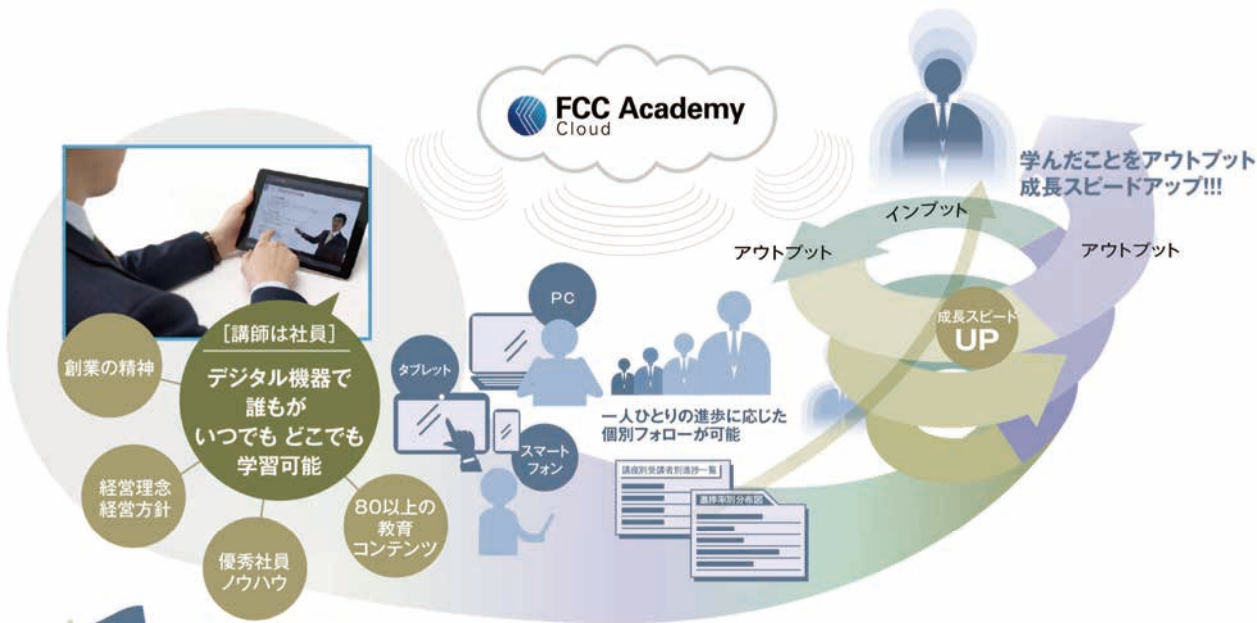 FCC Academy
Cloud
学んだことをアウトプット
成長スピードアップ!!!
インプット
アウトプット
アウトプット
成長スピード
UP
PC
タブレット
スマート
フォン
[講師は社員]
デジタル機器で
誰もが
いつでも どこでも
学習可能
創業の精神
経営理念
経営方針
優秀社員
ノウハウ
80以上の
教育
コンテンツ
一人ひとりの進歩に応じた
個別フォローが可能
講座別受講者別進捗一覧
進捗率別分布図